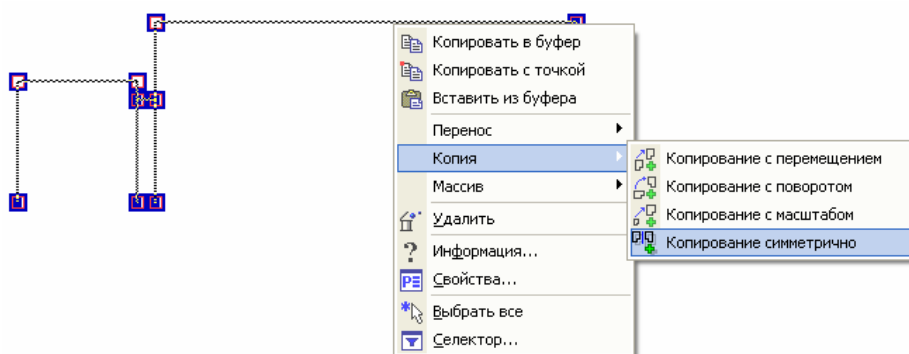 Копировать в буфер
Копировать с точкой
Вставить из буфера
Перенос
Копия
Массив
Удалить
Информация...
Свойства...
Выбрать все
Селектор...
Копирование с перемещением
Копирование с поворотом
Копирование с масштабом
Копирование симметрично